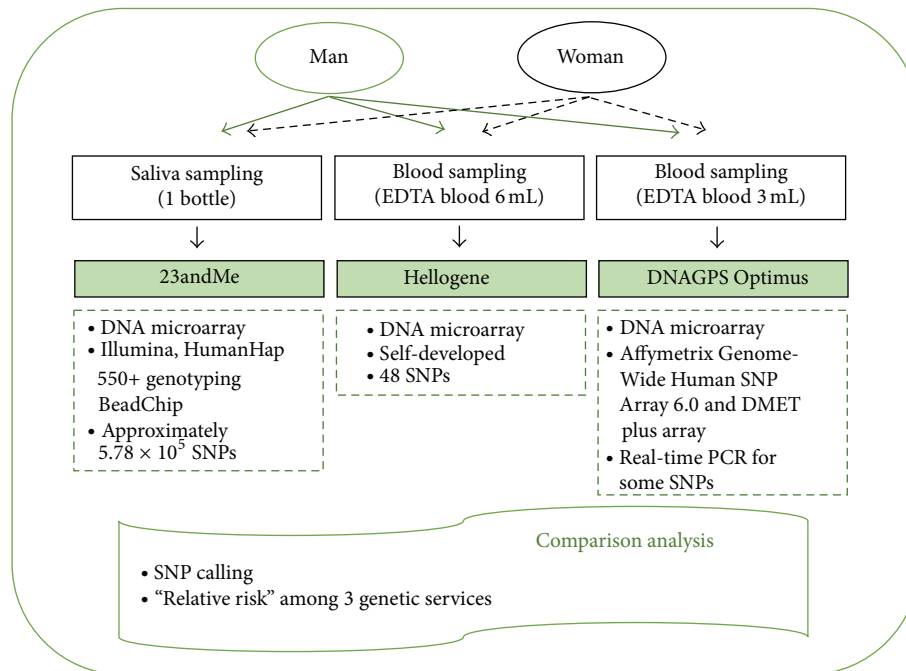 Man
Woman
Saliva sampling
(1 bottle)
Blood sampling
(EDTA blood 6 mL)
Blood sampling
(EDTA blood 3 mL)
23andMe
Hellogene
DNAGPS Optimus
• DNA microarray
• Illumina, HumanHap
550+ genotyping
BeadChip
• Approximately
5.78 × 10⁵ SNPs
• DNA microarray
• Self-developed
• 48 SNPs
• DNA microarray
• Affymetrix Genome-
Wide Human SNP
Array 6.0 and DMET
plus array
• Real-time PCR for
some SNPs
Comparison analysis
• SNP calling
• “Relative risk” among 3 genetic services